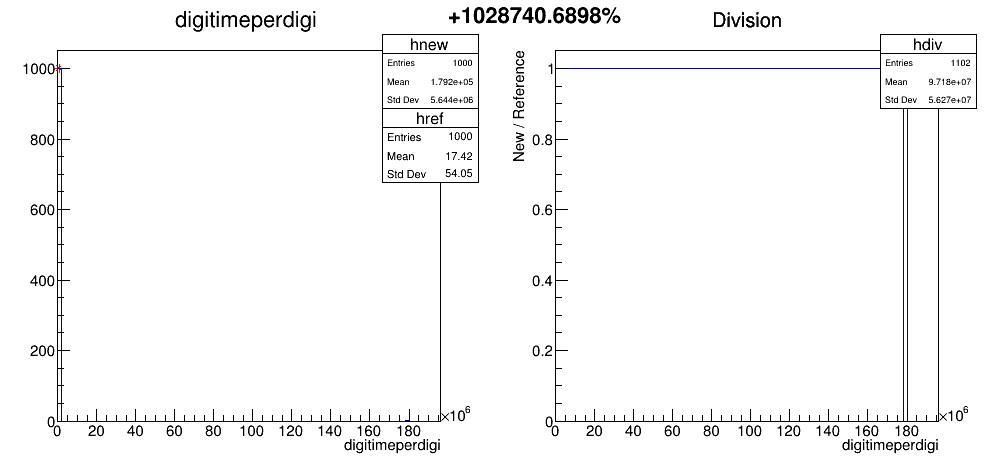 +1028740.6898%
digitimeperdigi
hnew
Entries 1000
Mean 1.792e+05
Std Dev 5.644e+06
href
Entries 1000
Mean 17.42
Std Dev 54.05
1000
800
600
400
200
0
0 20 40 60 80 100 120 140 160 180
×10⁶
digitimeperdigi
Division
hdiv
Entries 1102
Mean 9.718e+07
Std Dev 5.627e+07
New / Reference
1
0.8
0.6
0.4
0.2
0
0 20 40 60 80 100 120 140 160 180
×10⁶
digitimeperdigi